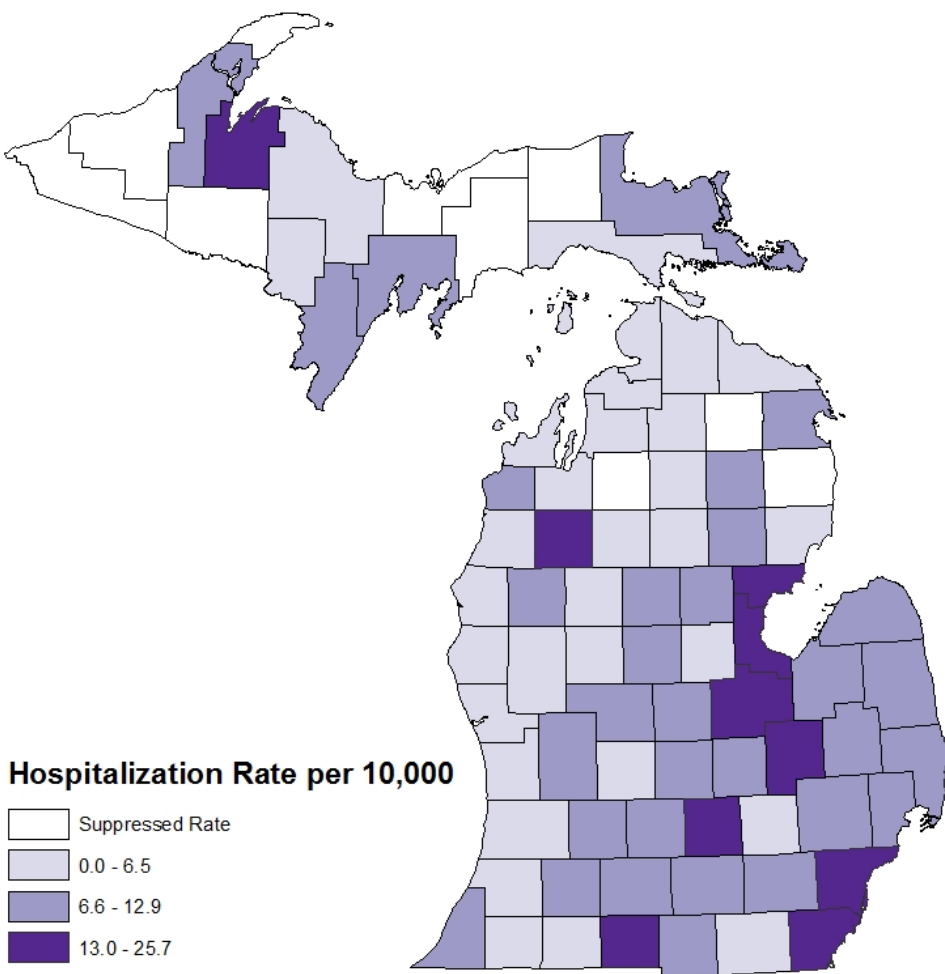 Hospitalization Rate per 10,000
Suppressed Rate
0.0 - 6.5
6.6 - 12.9
13.0 - 25.7